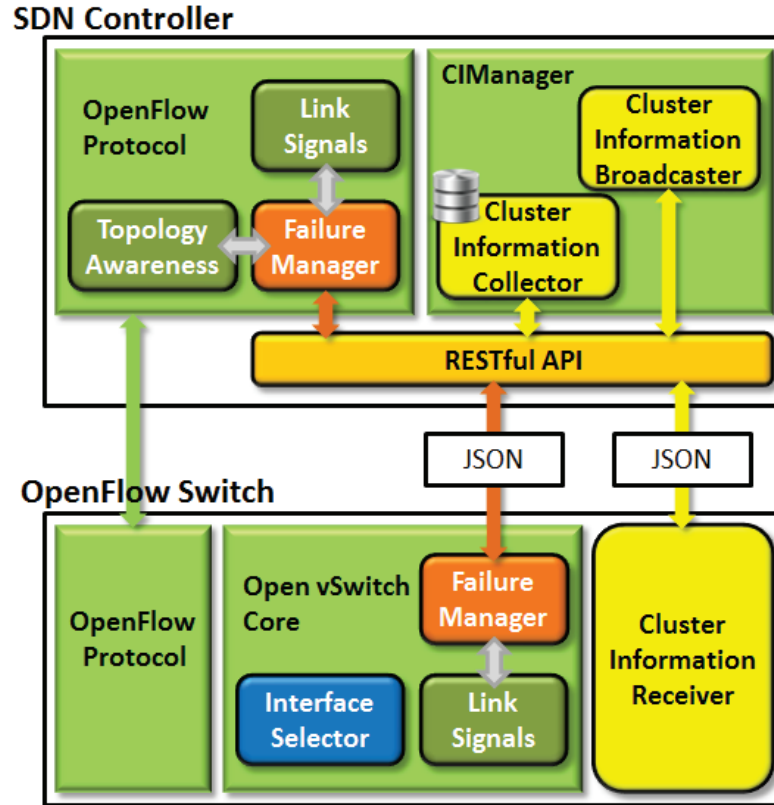 SDN Controller
OpenFlow
Protocol
Link
Signals
Topology
Awareness
Failure
Manager
CIManager
Cluster
Information
Broadcaster
Cluster
Information
Collector
RESTful API
JSON
JSON
OpenFlow Switch
OpenFlow
Protocol
Open vSwitch
Core
Failure
Manager
Interface
Selector
Link
Signals
Cluster
Information
Receiver